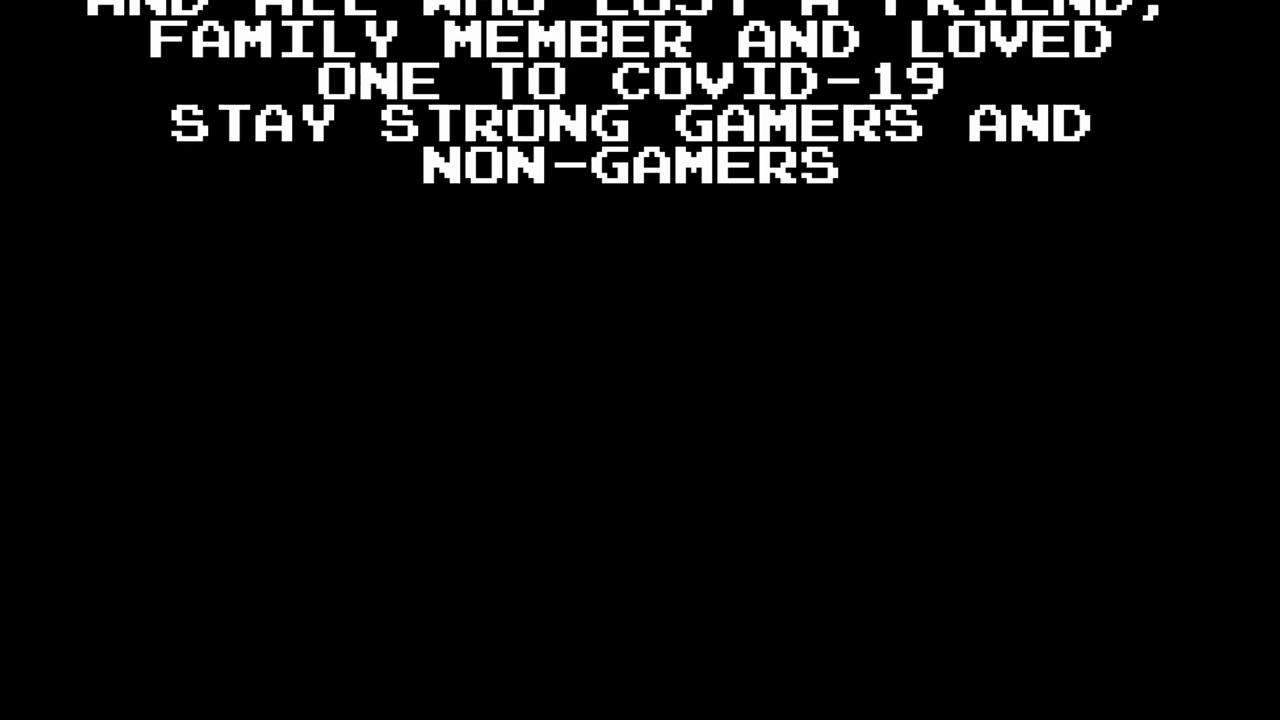 AND ALL WHO LOST A FRIEND,
FAMILY MEMBER AND LOVED
ONE TO COVID-19
STAY STRONG GAMERS AND
NON-GAMERS